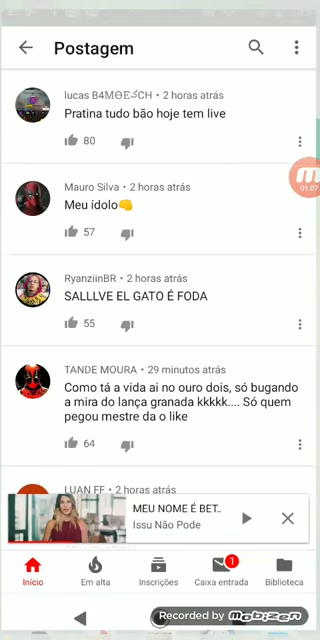 Postagem
lucas B4MΘEՏCH • 2 horas atrás
Pratina tudo bão hoje tem live
80
Mauro Silva • 2 horas atrás
Meu ídolo👊
57
01:07
RyanziinBR • 2 horas atrás
SALLLVE EL GATO É FODA
55
TANDE MOURA • 29 minutos atrás
Como tá a vida ai no ouro dois, só bugando
a mira do lança granada kkkkk.... Só quem
pegou mestre da o like
64
LUAN FF • 2 horas atrás
MEU NOME É BET..
Issu Não Pode
1
Início Em alta Inscrições Caixa entrada Biblioteca
Recorded by mobizen